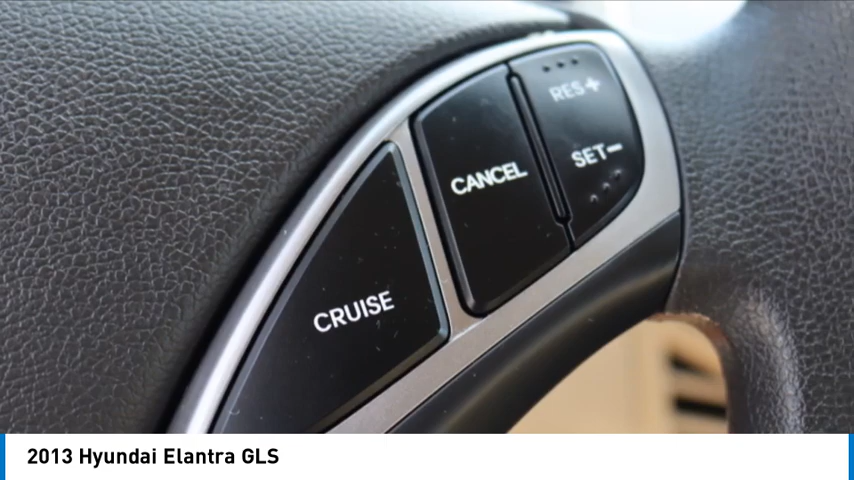 RES+
SET-
CANCEL
CRUISE
2013 Hyundai Elantra GLS